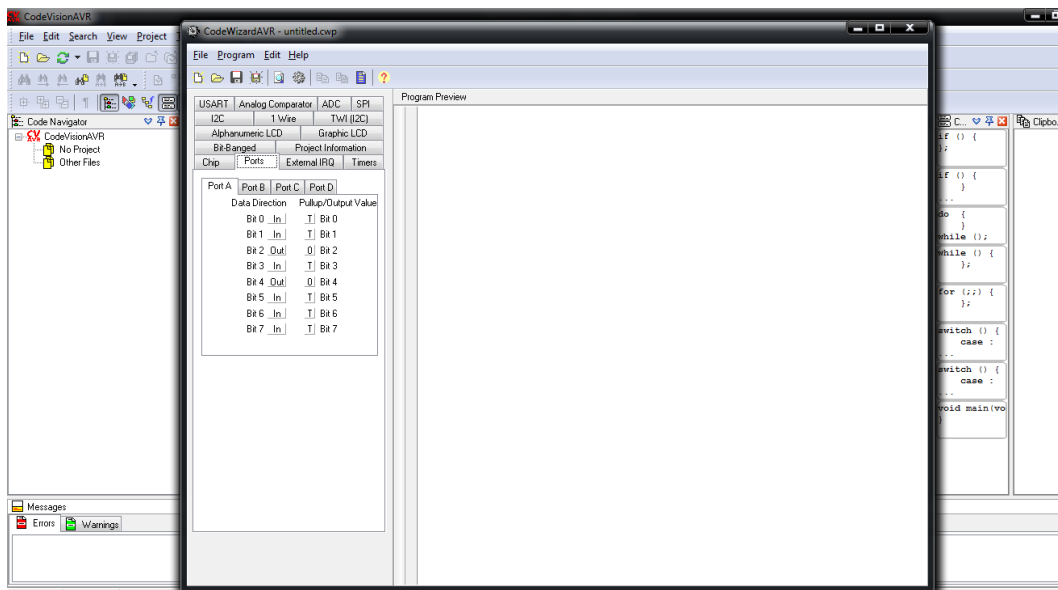 CodeVisionAVR
File Edit Search View Project
CodeWizardAVR - untitled.cwp
File Program Edit Help
Code Navigator
CodeVisionAVR
No Project
Other Files
USART Analog Comparator ADC SPI
I2C 1 Wire TWI (I2C)
Alphanumeric LCD Graphic LCD
Bit-Banged Project Information
Chip Ports External IRQ Timers
Port A Port B Port C Port D
Data Direction Pullup/Output Value
Bit 0 In T Bit 0
Bit 1 In T Bit 1
Bit 2 Out 0 Bit 2
Bit 3 In T Bit 3
Bit 4 Out 0 Bit 4
Bit 5 In T Bit 5
Bit 6 In T Bit 6
Bit 7 In T Bit 7
Program Preview
C...
if () {
};
if () {
}
...
do {
}
while ();
while () {
};
for (;;) {
};
switch () {
case :
...
switch () {
case :
...
void main(vo
}
Clipbo
Messages
Errors Warnings